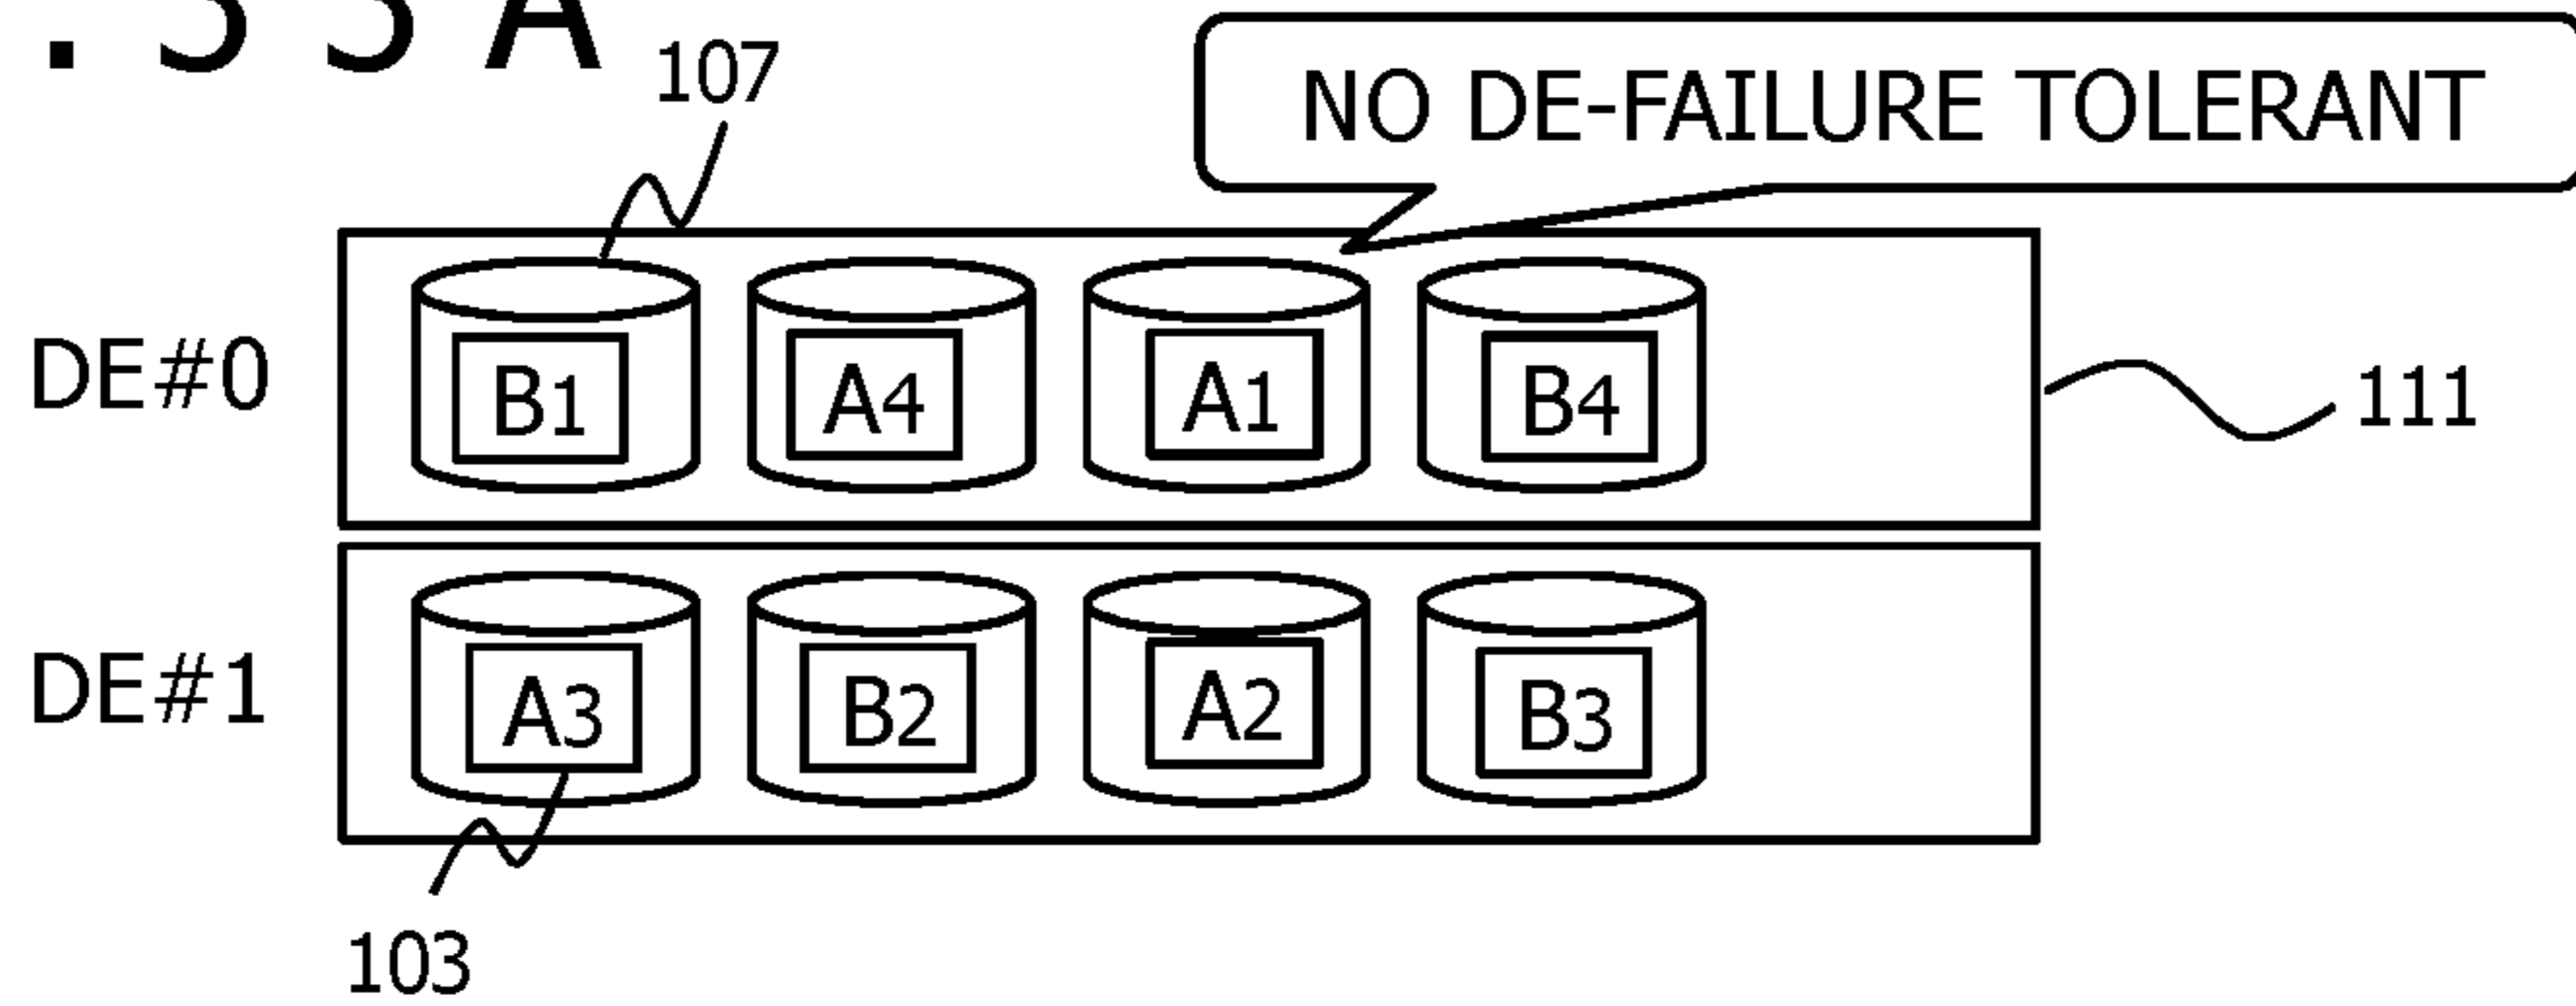 . 33A
107
NO DE-FAILURE TOLERANT
DE#0
B1 A4 A1 B4
111
DE#1
A3 B2 A2 B3
103